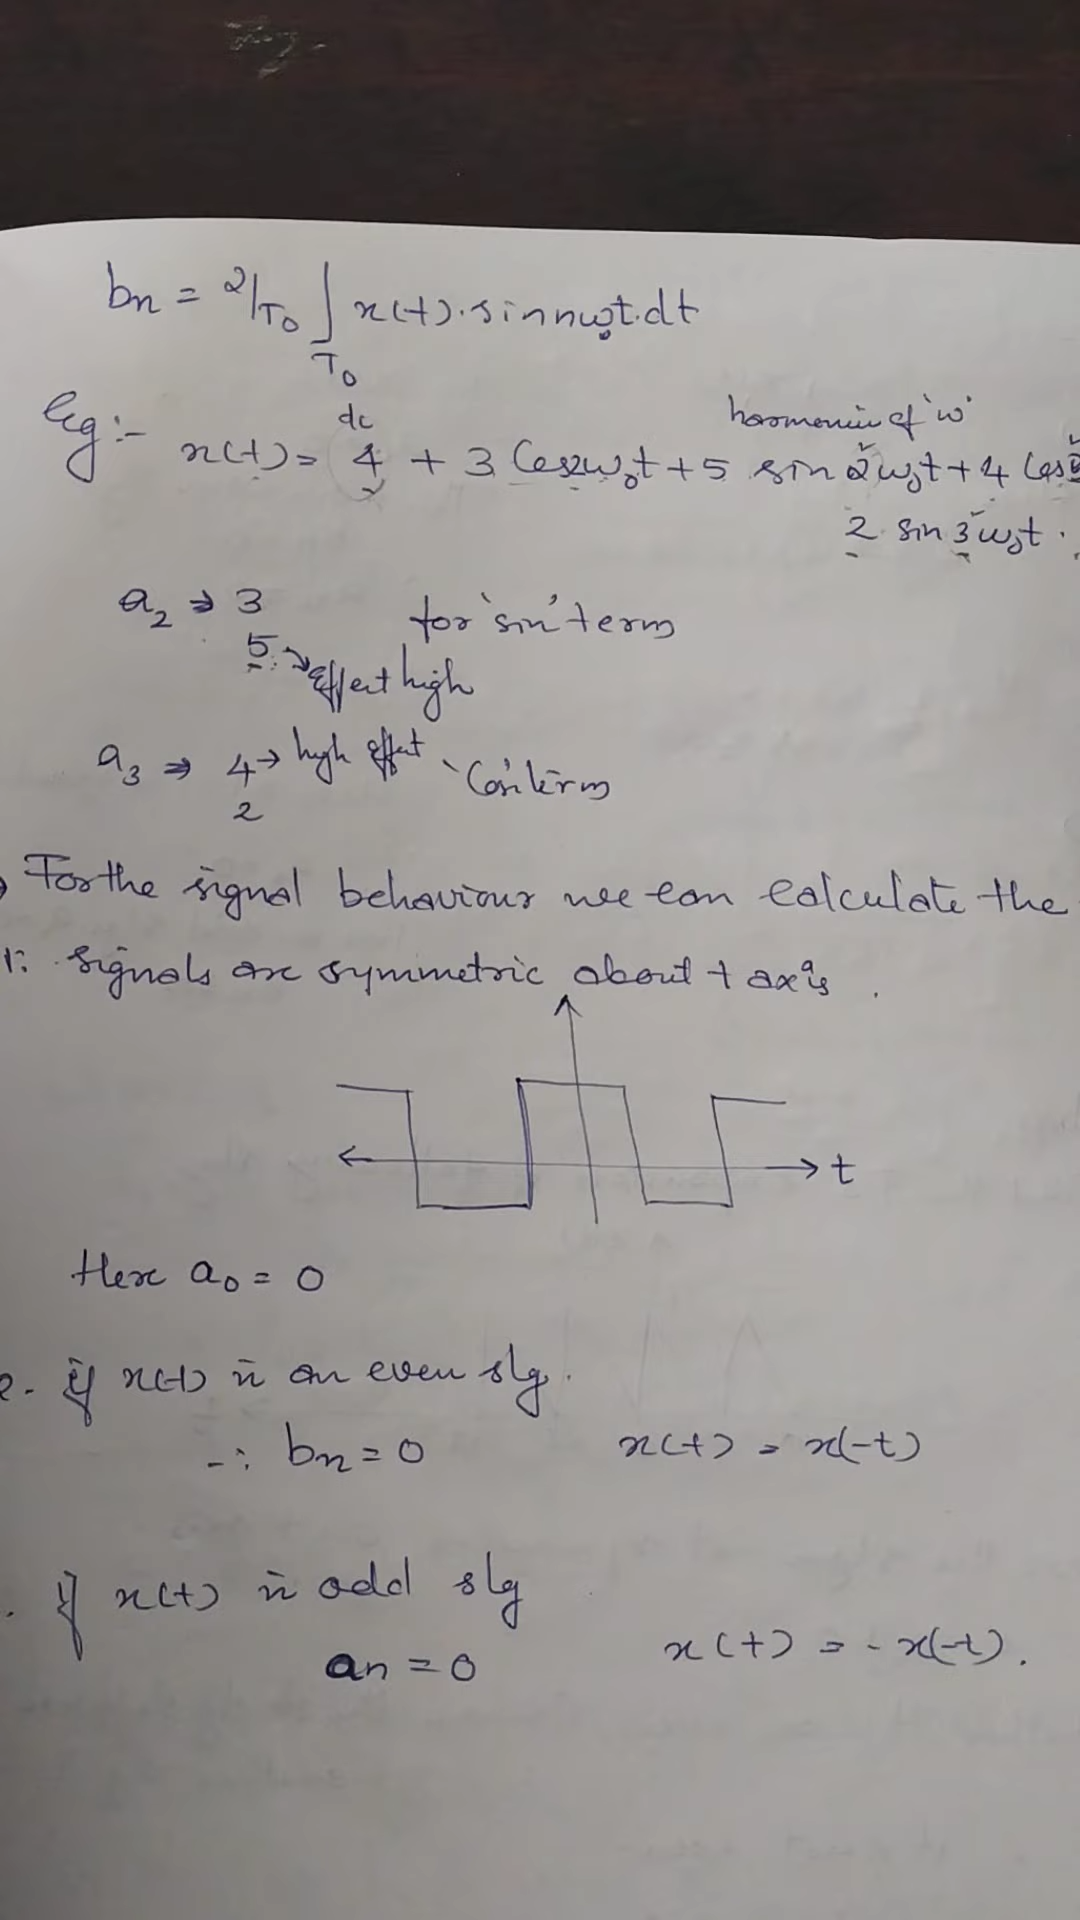 bn = 2/T₀ ∫ x(t).sin nω₀t.dt
T₀
dc
harmonic of 'ω'
Eg:- x(t) = 4 + 3 Cos2ω₀t + 5 sin 2ω₀t + 4 Cos
2 sin 3ω₀t.
a₂ ⇒ 3
for 'sin' term
5 → Effect high
a₃ ⇒ 4 → high effect 'Cos' term
2
For the signal behaviour we can calculate the
1: signals are symmetric about t axis.
t
Here a₀ = 0
2. if x(t) is an even s/g.
∴ bn = 0 x(t) = x(-t)
. if x(t) is odd s/g
an = 0 x(t) = - x(-t).